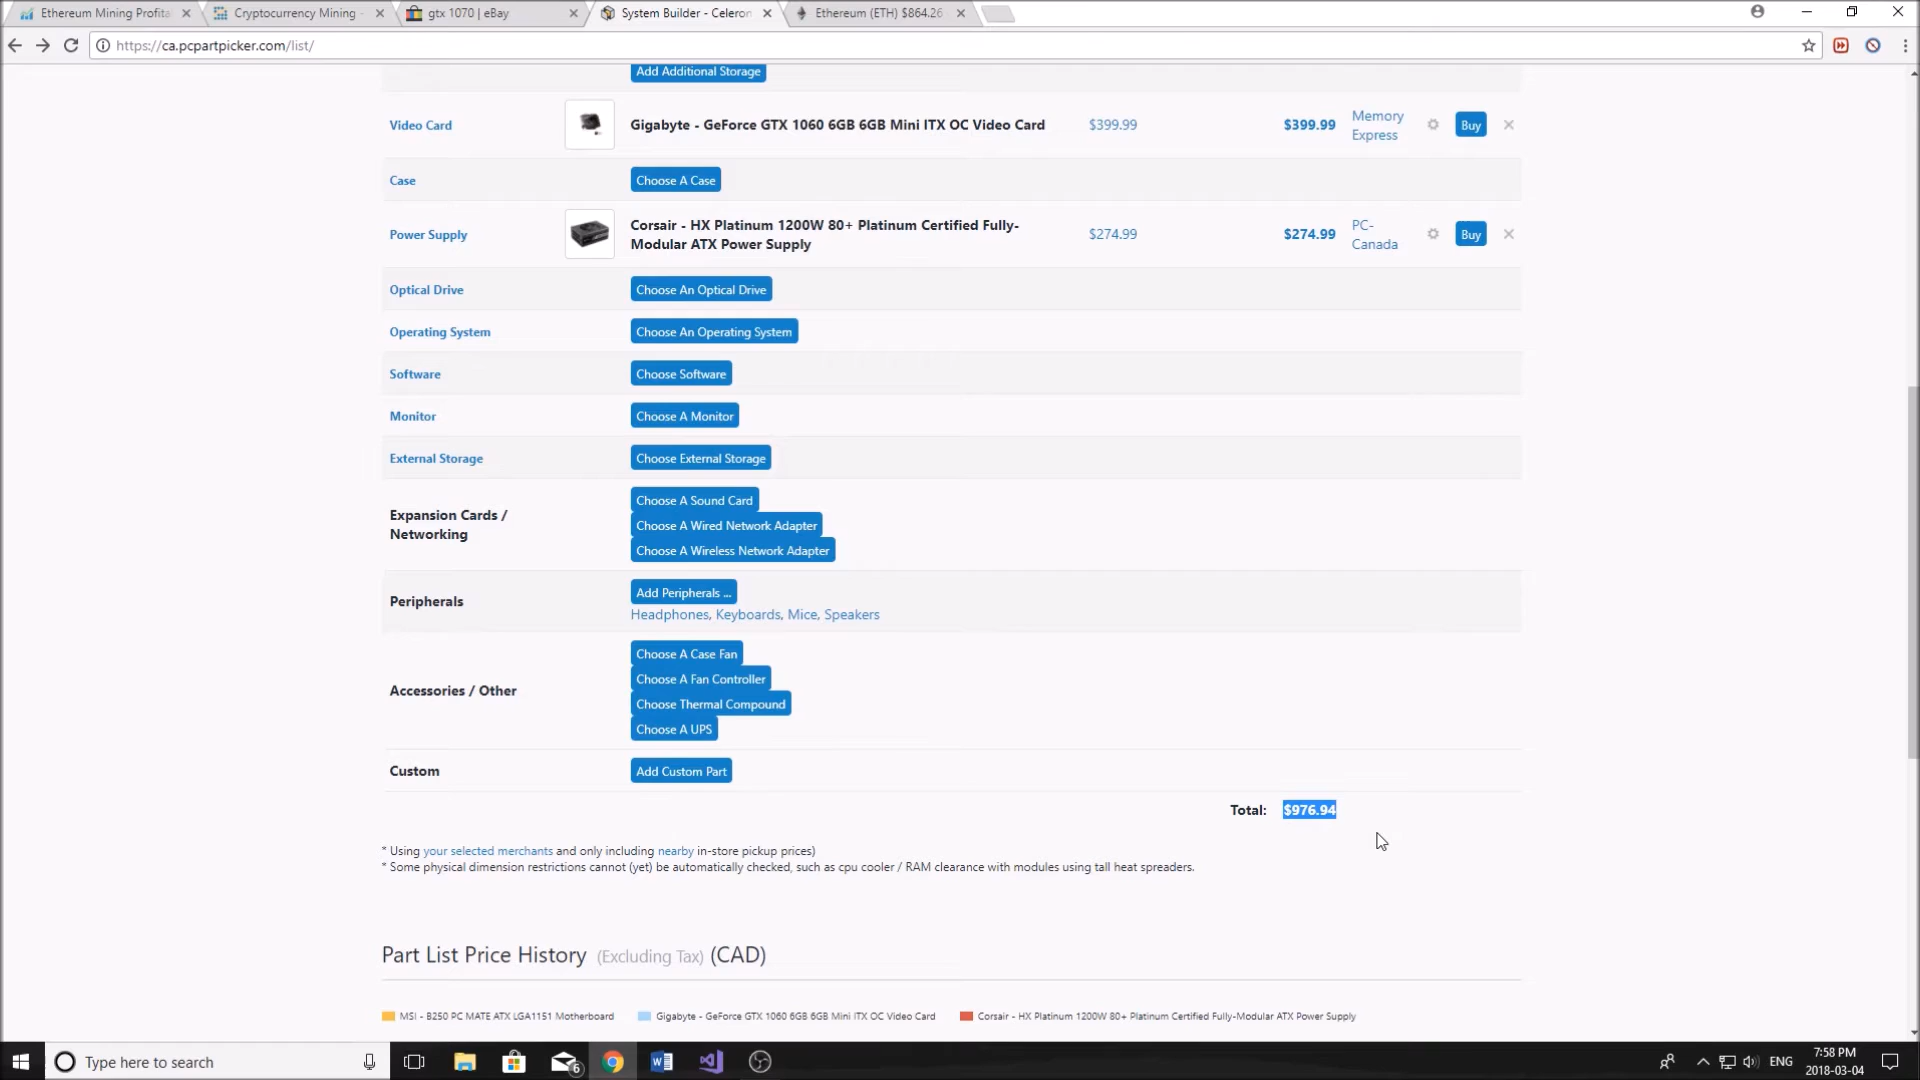 Ethereum Mining Profita
Cryptocurrency Mining -
gtx 1070 | eBay
System Builder - Celeron
Ethereum (ETH) $864.26
https://ca.pcpartpicker.com/list/
Add Additional Storage
Video Card
Gigabyte - GeForce GTX 1060 6GB 6GB Mini ITX OC Video Card
$399.99
$399.99
Memory
Express
Buy
Case
Choose A Case
Power Supply
Corsair - HX Platinum 1200W 80+ Platinum Certified Fully-
Modular ATX Power Supply
$274.99
$274.99
PC-
Canada
Buy
Optical Drive
Choose An Optical Drive
Operating System
Choose An Operating System
Software
Choose Software
Monitor
Choose A Monitor
External Storage
Choose External Storage
Expansion Cards /
Networking
Choose A Sound Card
Choose A Wired Network Adapter
Choose A Wireless Network Adapter
Peripherals
Add Peripherals ...
Headphones, Keyboards, Mice, Speakers
Accessories / Other
Choose A Case Fan
Choose A Fan Controller
Choose Thermal Compound
Choose A UPS
Custom
Add Custom Part
Total: $976.94
* Using your selected merchants and only including nearby in-store pickup prices)
* Some physical dimension restrictions cannot (yet) be automatically checked, such as cpu cooler / RAM clearance with modules using tall heat spreaders.
Part List Price History (Excluding Tax) (CAD)
MSI - B250 PC MATE ATX LGA1151 Motherboard
Gigabyte - GeForce GTX 1060 6GB 6GB Mini ITX OC Video Card
Corsair - HX Platinum 1200W 80+ Platinum Certified Fully-Modular ATX Power Supply
Type here to search
6
ENG
7:58 PM
2018-03-04